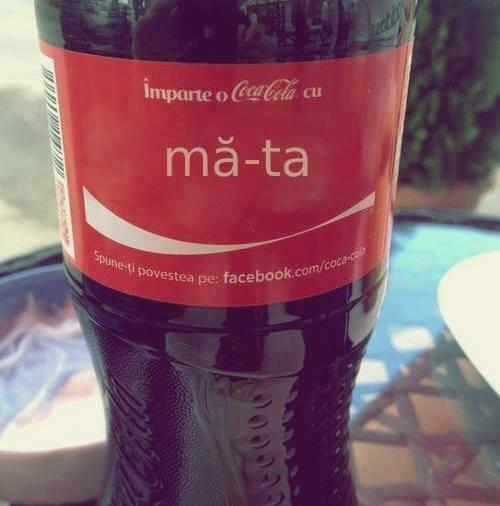 Împarte o Coca-Cola cu
mă-ta
Spune-ți povestea pe: facebook.com/coca-cola